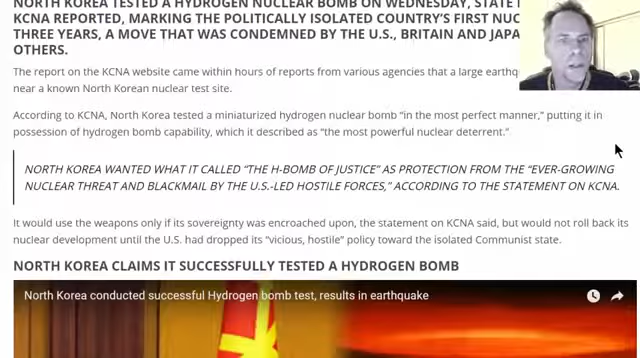 NORTH KOREA TESTED A HYDROGEN NUCLEAR BOMB ON WEDNESDAY, STATE
KCNA REPORTED, MARKING THE POLITICALLY ISOLATED COUNTRY'S FIRST
THREE YEARS, A MOVE THAT WAS CONDEMNED BY THE U.S., BRITAIN AND
OTHERS.
The report on the KCNA website came within hours of reports from various agencies that a large
near a known North Korean nuclear test site.
According to KCNA, North Korea tested a miniaturized hydrogen nuclear bomb “in the most perfect manner,” putting it in
possession of hydrogen bomb capability, which it described as “the most powerful nuclear deterrent.”
NORTH KOREA WANTED WHAT IT CALLED “THE H-BOMB OF JUSTICE” AS PROTECTION FROM THE “EVER-GROWING
NUCLEAR THREAT AND BLACKMAIL BY THE U.S.-LED HOSTILE FORCES,” ACCORDING TO THE STATEMENT ON KCNA.
It would use the weapons only if its sovereignty was encroached upon, the statement on KCNA said, but would not roll back its
nuclear development until the U.S. had dropped its “vicious, hostile” policy toward the isolated Communist state.
NORTH KOREA CLAIMS IT SUCCESSFULLY TESTED A HYDROGEN BOMB
North Korea conducted successful Hydrogen bomb test, results in earthquake